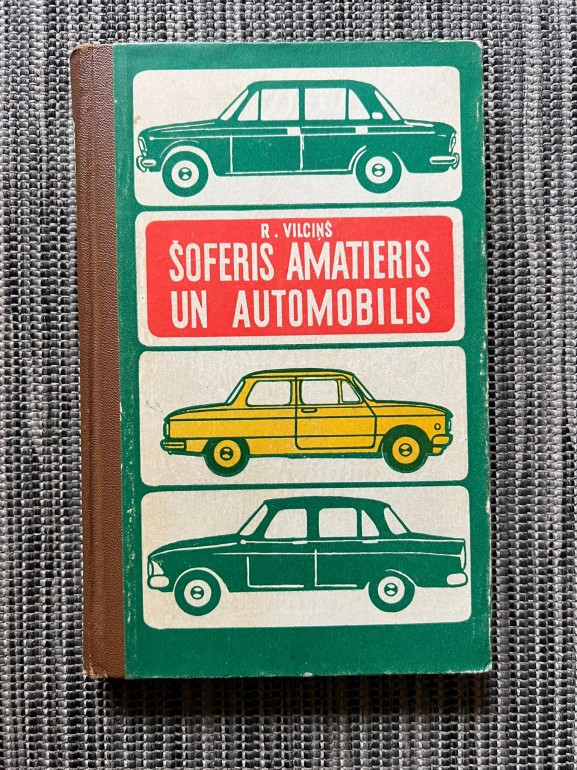 R. VILCIŅŠ
ŠOFERIS AMATIERIS
UN AUTOMOBILIS